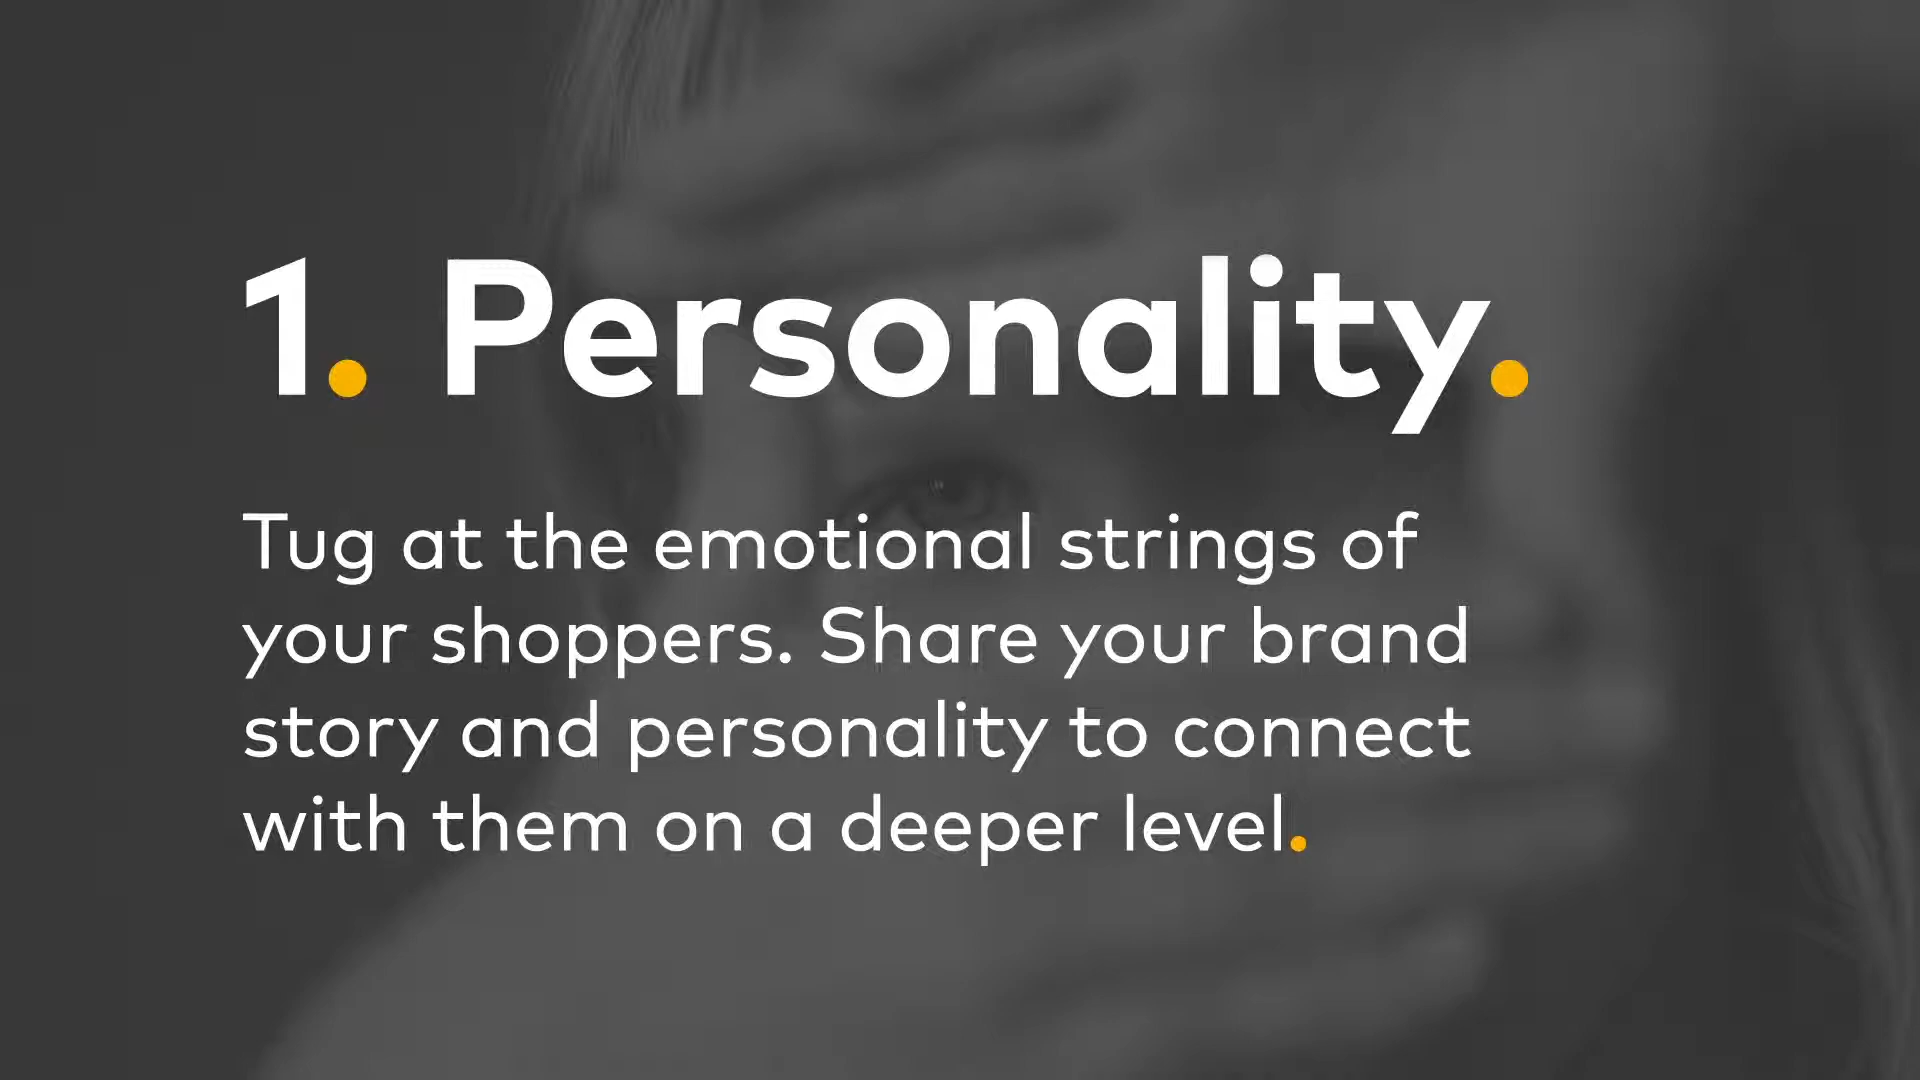 1. Personality.
Tug at the emotional strings of
your shoppers. Share your brand
story and personality to connect
with them on a deeper level.